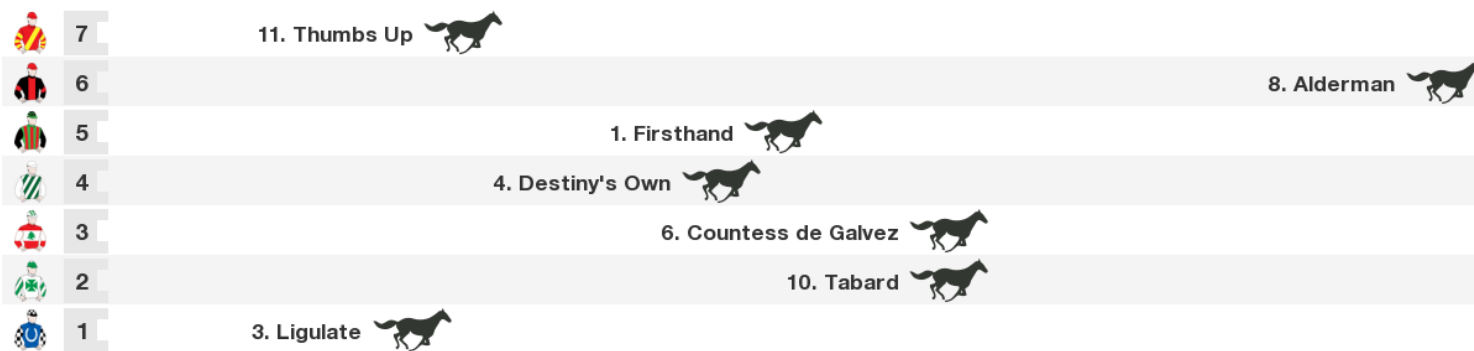 7 11. Thumbs Up
6 8. Alderman
5 1. Firsthand
4 4. Destiny's Own
3 6. Countess de Galvez
2 10. Tabard
1 3. Ligulate